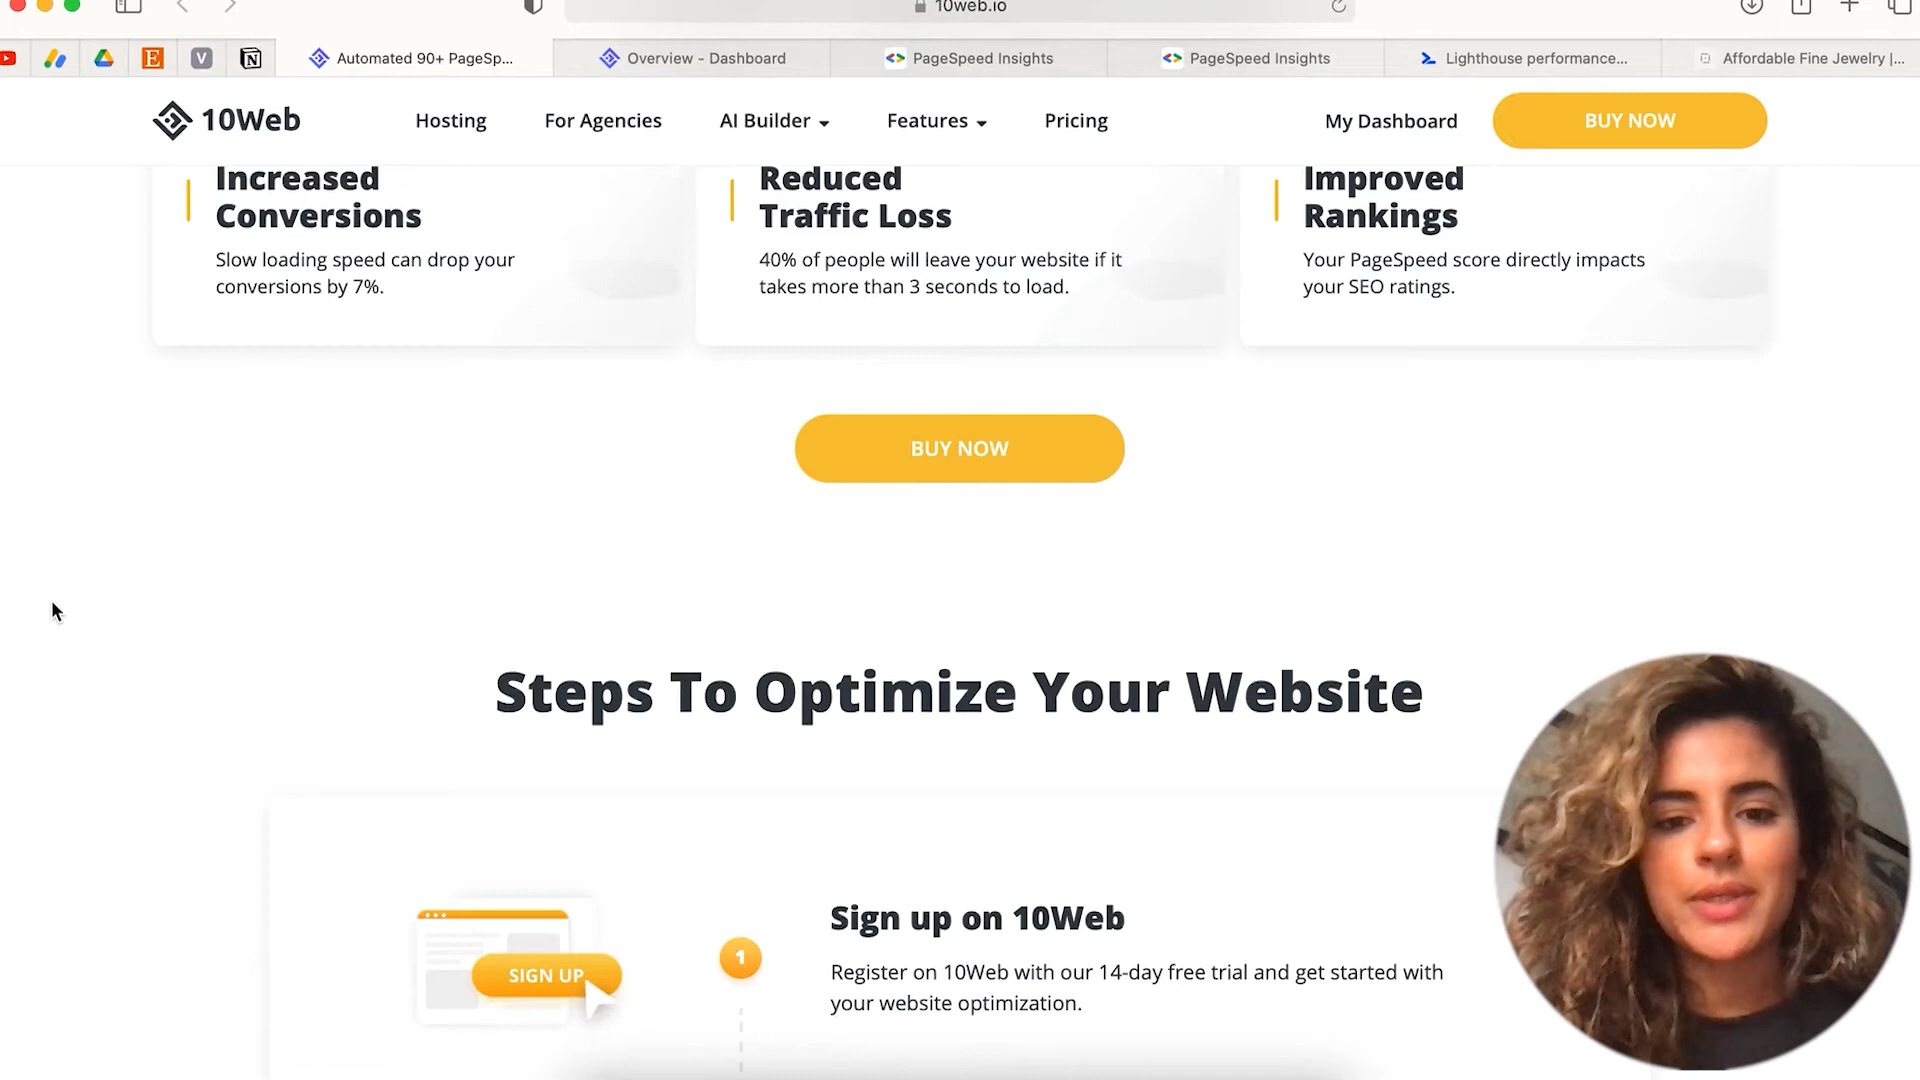 10web.io
Automated 90+ PageSp...
Overview - Dashboard
PageSpeed Insights
PageSpeed Insights
Lighthouse performance...
Affordable Fine Jewelry |...
E
V
N
10Web
Hosting
For Agencies
AI Builder
Features
Pricing
My Dashboard
BUY NOW
Increased
Conversions
Slow loading speed can drop your
conversions by 7%.
Reduced
Traffic Loss
40% of people will leave your website if it
takes more than 3 seconds to load.
Improved
Rankings
Your PageSpeed score directly impacts
your SEO ratings.
BUY NOW
Steps To Optimize Your Website
SIGN UP
1
Sign up on 10Web
Register on 10Web with our 14-day free trial and get started with
your website optimization.